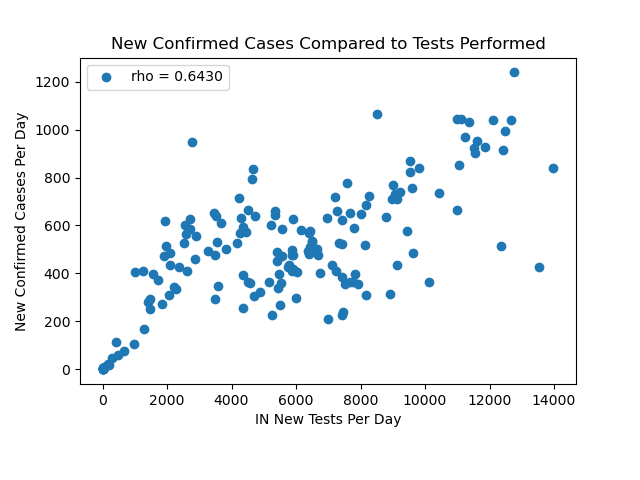 New Confirmed Cases Compared to Tests Performed
rho = 0.6430
New Confirmed Caeses Per Day
1200
1000
800
600
400
200
0
0 2000 4000 6000 8000 10000 12000 14000
IN New Tests Per Day